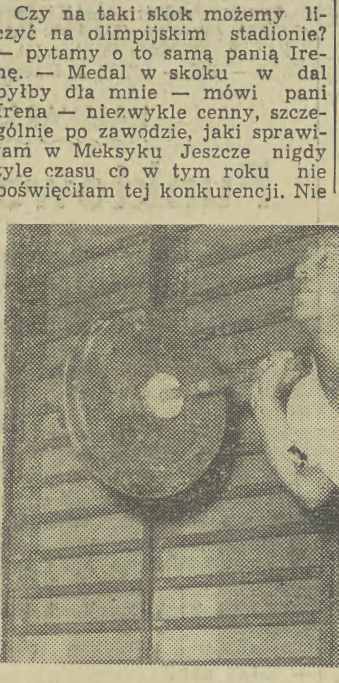 Czy na taki skok możemy li-
czyć na olimpijskim stadionie?
— pytamy o to samą panią Ire-
nę. — Medal w skoku w dal
byłby dla mnie — mówi pani
Irena — niezwykle cenny, szcze-
gólnie po zawodzie, jaki sprawi-
łam w Meksyku Jeszcze nigdy
tyle czasu co w tym roku nie
poświęciłam tej konkurencji. Nie